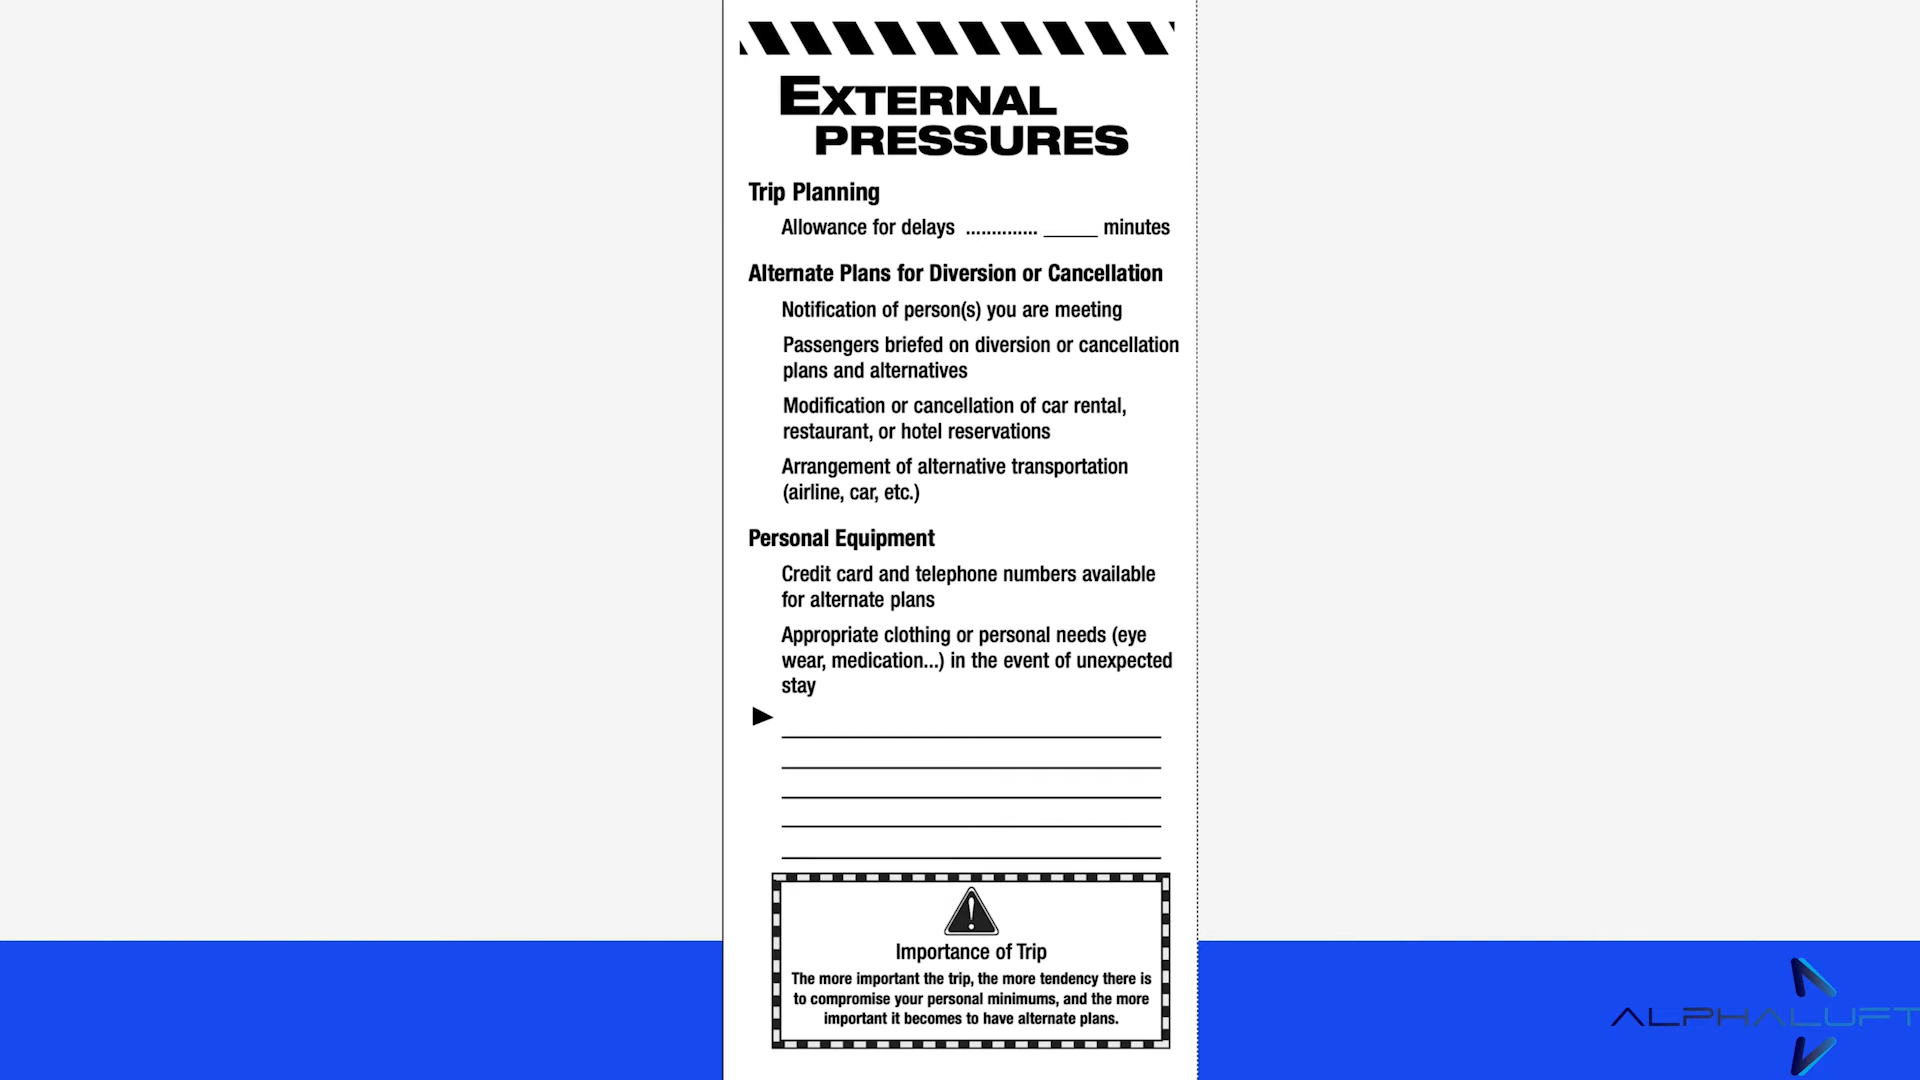 EXTERNAL
PRESSURES
Trip Planning
Allowance for delays .............. _____ minutes
Alternate Plans for Diversion or Cancellation
Notification of person(s) you are meeting
Passengers briefed on diversion or cancellation
plans and alternatives
Modification or cancellation of car rental,
restaurant, or hotel reservations
Arrangement of alternative transportation
(airline, car, etc.)
Personal Equipment
Credit card and telephone numbers available
for alternate plans
Appropriate clothing or personal needs (eye
wear, medication...) in the event of unexpected
stay
Importance of Trip
The more important the trip, the more tendency there is
to compromise your personal minimums, and the more
important it becomes to have alternate plans.
ALPHALUFT